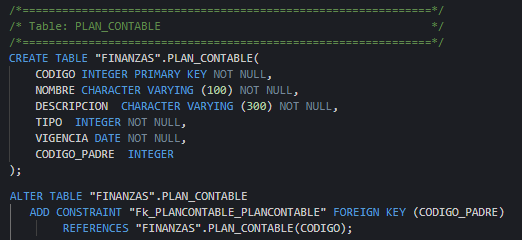 /*==============================================================*/
/* Table: PLAN_CONTABLE                                         */
/*==============================================================*/
CREATE TABLE "FINANZAS".PLAN_CONTABLE(
    CODIGO INTEGER PRIMARY KEY NOT NULL,
    NOMBRE CHARACTER VARYING (100) NOT NULL,
    DESCRIPCION  CHARACTER VARYING (300) NOT NULL,
    TIPO  INTEGER NOT NULL,
    VIGENCIA DATE NOT NULL,
    CODIGO_PADRE  INTEGER
);
ALTER TABLE "FINANZAS".PLAN_CONTABLE
   ADD CONSTRAINT "Fk_PLANCONTABLE_PLANCONTABLE" FOREIGN KEY (CODIGO_PADRE)
        REFERENCES "FINANZAS".PLAN_CONTABLE(CODIGO);